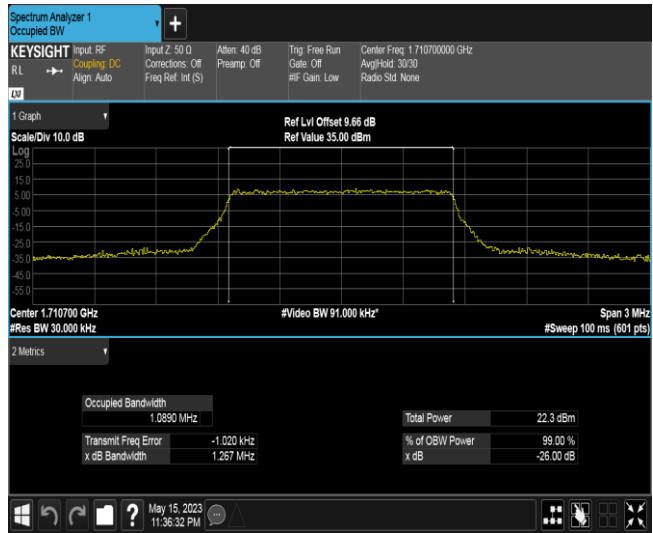 Spectrum Analyzer 1
Occupied BW
+
KEYSIGHT
R L
LXI
Input: RF
Coupling: DC
Align: Auto
Input Z: 50 Ω
Corrections: Off
Freq Ref: Int (S)
Atten: 40 dB
Preamp: Off
Trig: Free Run
Gate: Off
#IF Gain: Low
Center Freq: 1.710700000 GHz
Avg|Hold: 30/30
Radio Std: None
1 Graph
Scale/Div 10.0 dB
Ref Lvl Offset 9.66 dB
Ref Value 35.00 dBm
Log
25.0
15.0
5.00
-5.00
-15.0
-25.0
-35.0
-45.0
-55.0
Center 1.710700 GHz
#Video BW 91.000 kHz*
Span 3 MHz
#Res BW 30.000 kHz
#Sweep 100 ms (601 pts)
2 Metrics
Occupied Bandwidth
1.0890 MHz
Total Power 22.3 dBm
Transmit Freq Error -1.020 kHz
% of OBW Power 99.00 %
x dB Bandwidth 1.267 MHz
x dB -26.00 dB
?
May 15, 2023
11:36:32 PM